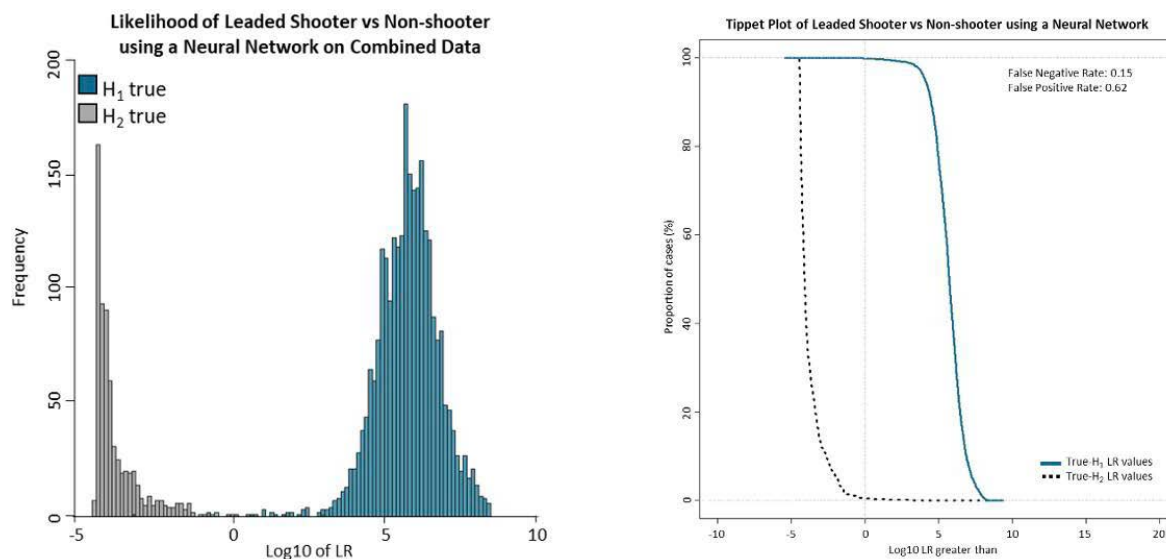 Likelihood of Leaded Shooter vs Non-shooter
using a Neural Network on Combined Data
200
150
100
50
0
Frequency
H1 true
H2 true
-5
0
5
10
Log10 of LR
Tippet Plot of Leaded Shooter vs Non-shooter using a Neural Network
False Negative Rate: 0.15
False Positive Rate: 0.62
100
80
60
40
20
0
Proportion of cases (%)
True-H1 LR values
True-H2 LR values
-10
-5
0
5
10
15
20
Log10 LR greater than